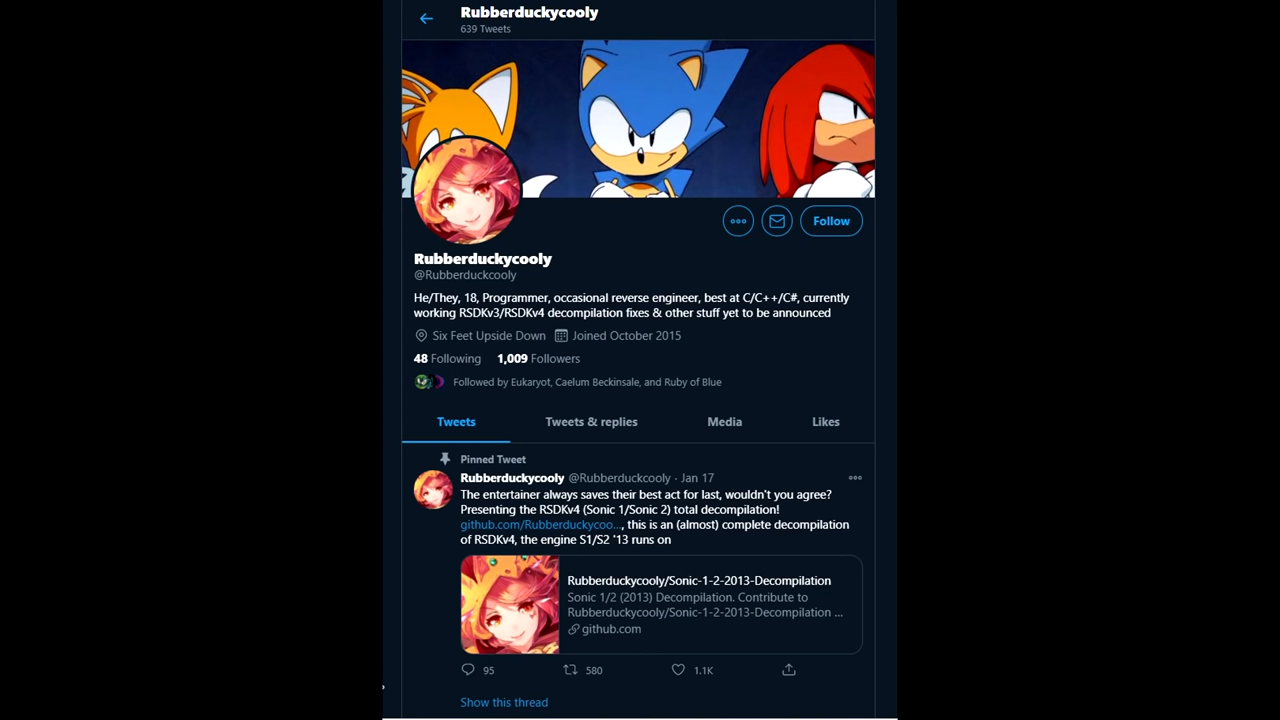 Rubberduckycooly
639 Tweets
Follow
Rubberduckycooly
@Rubberduckcooly
He/They, 18, Programmer, occasional reverse engineer, best at C/C++/C#, currently
working RSDKv3/RSDKv4 decompilation fixes & other stuff yet to be announced
Six Feet Upside Down Joined October 2015
48 Following 1,009 Followers
Followed by Eukaryot, Caelum Beckinsale, and Ruby of Blue
Tweets Tweets & replies Media Likes
Pinned Tweet
Rubberduckycooly @Rubberduckcooly · Jan 17
The entertainer always saves their best act for last, wouldn't you agree?
Presenting the RSDKv4 (Sonic 1/Sonic 2) total decompilation!
github.com/Rubberduckycoo..., this is an (almost) complete decompilation
of RSDKv4, the engine S1/S2 '13 runs on
Rubberduckycooly/Sonic-1-2-2013-Decompilation
Sonic 1/2 (2013) Decompilation. Contribute to
Rubberduckycooly/Sonic-1-2-2013-Decompilation ...
github.com
95 580 1.1K
Show this thread